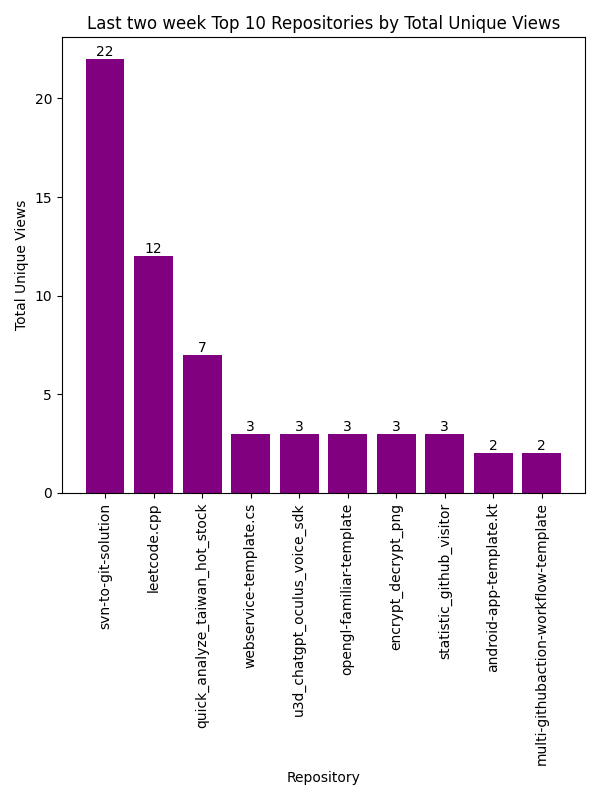 Last two week Top 10 Repositories by Total Unique Views
22
12
7
3
3
3
3
3
2
2
20
15
10
5
0
Total Unique Views
svn-to-git-solution
leetcode.cpp
quick_analyze_taiwan_hot_stock
webservice-template.cs
u3d_chatgpt_oculus_voice_sdk
opengl-familiar-template
encrypt_decrypt_png
statistic_github_visitor
android-app-template.kt
multi-githubaction-workflow-template
Repository